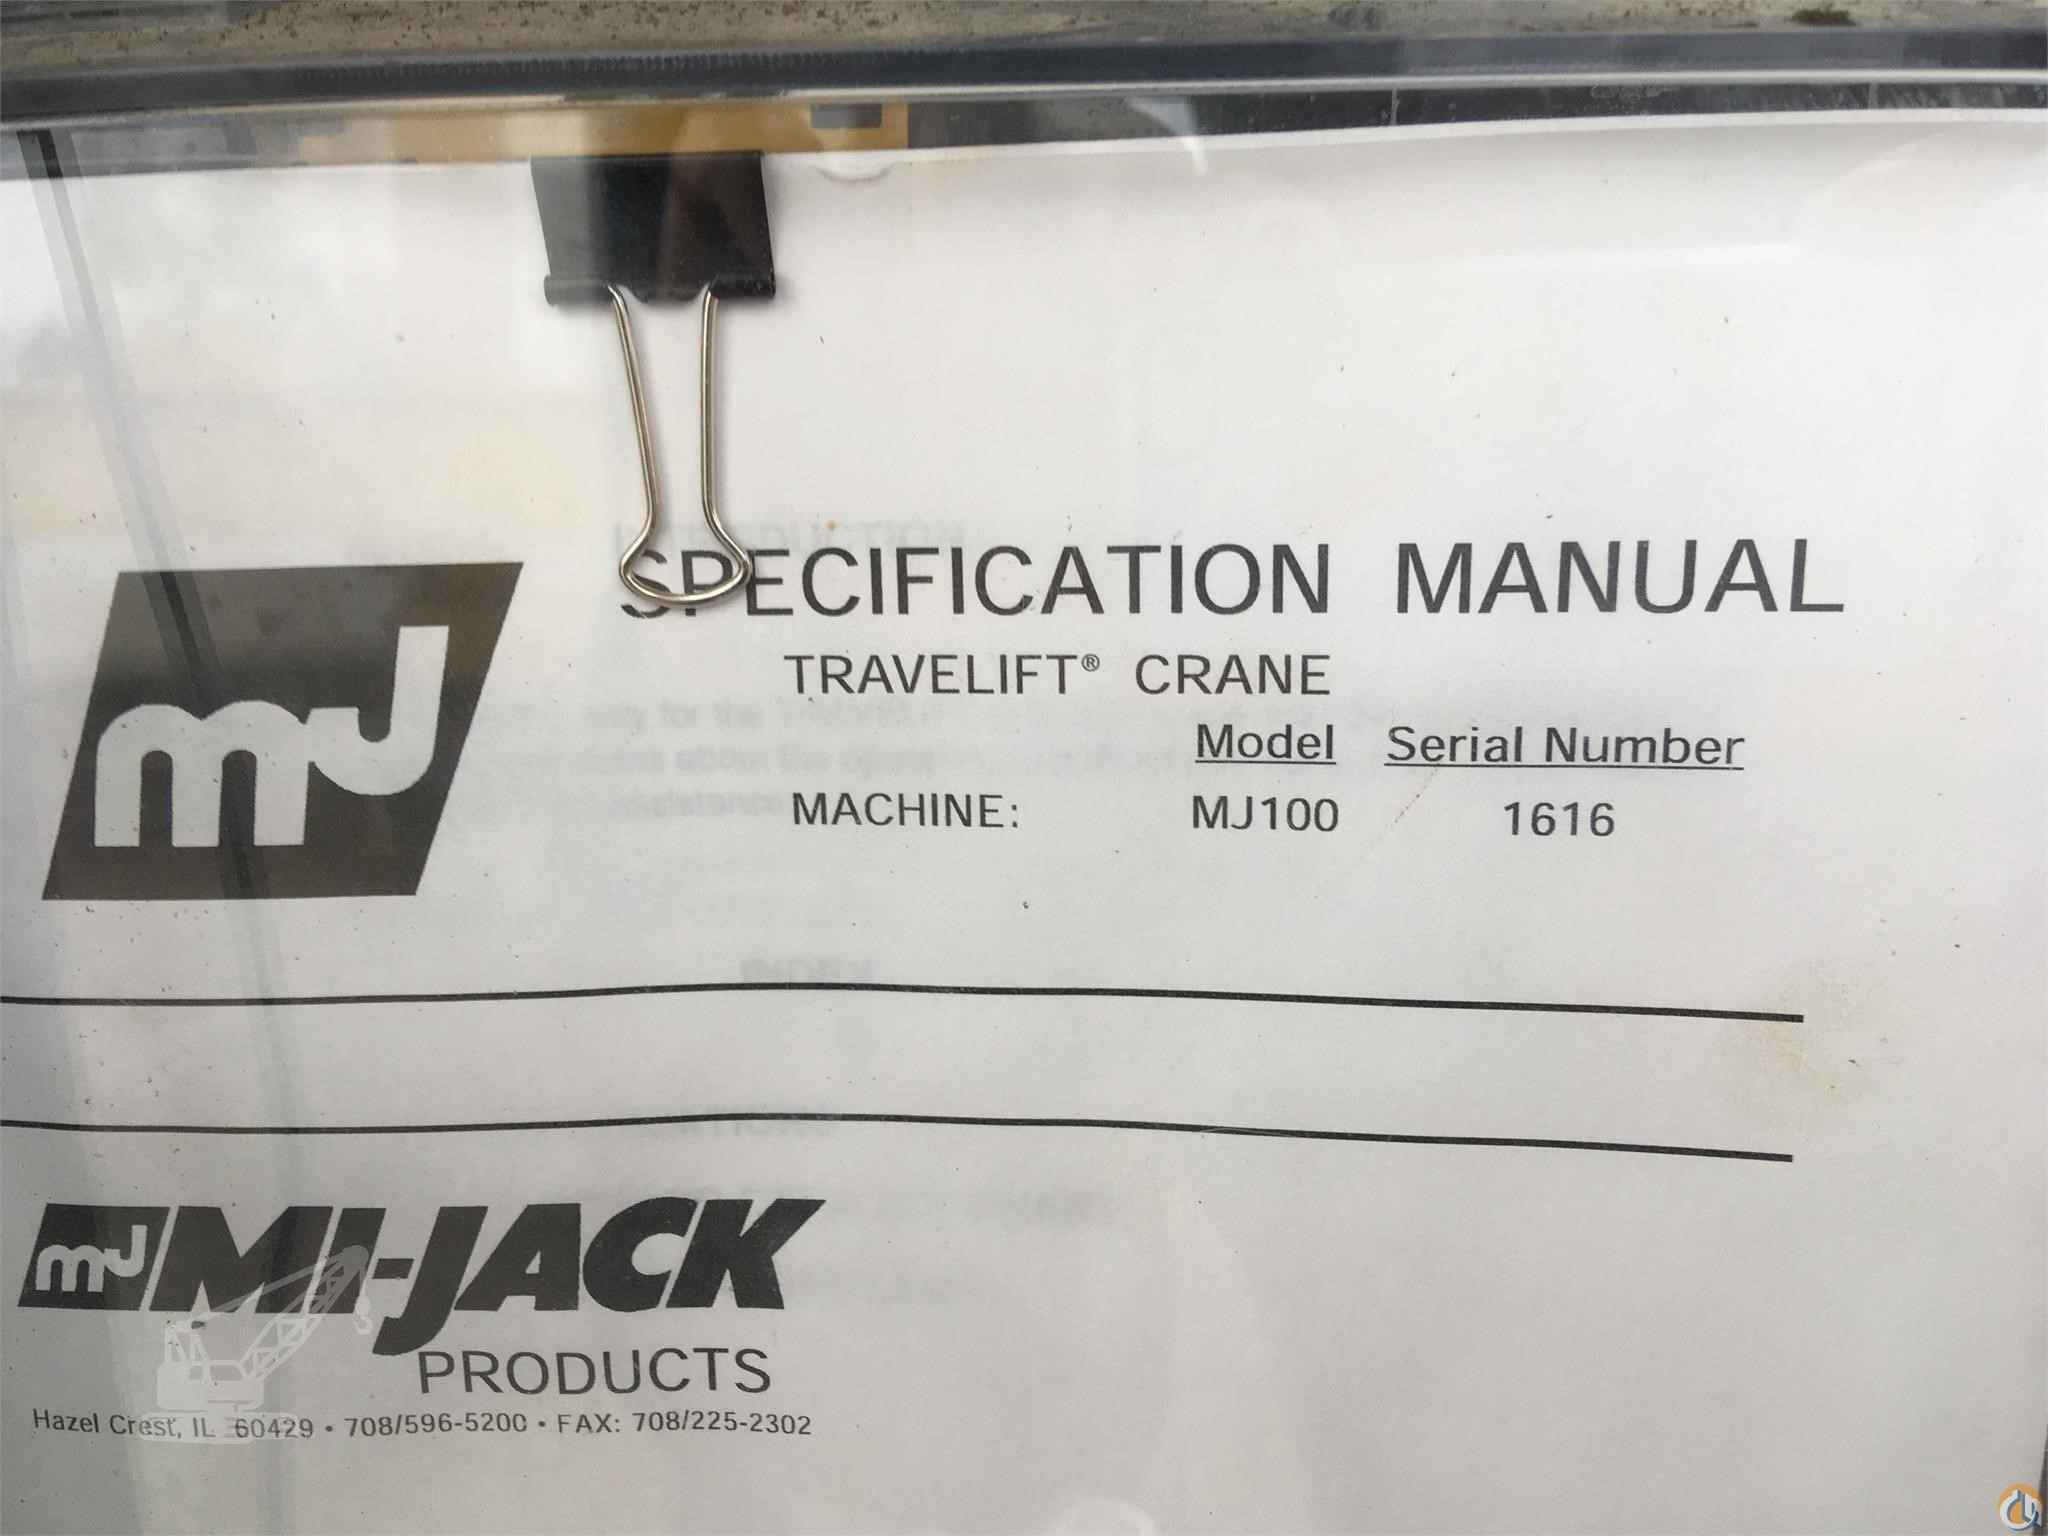 SPECIFICATION MANUAL
TRAVELIFT® CRANE
Model Serial Number
MACHINE: MJ100 1616
mJ
mJ MI-JACK
PRODUCTS
Hazel Crest, IL 60429 • 708/596-5200 • FAX: 708/225-2302